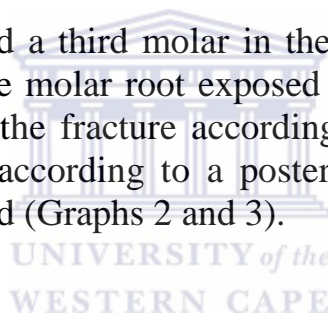 d a third molar in the
e molar root exposed
the fracture according
according to a poster
d (Graphs 2 and 3).
UNIVERSITY of the
WESTERN CAPE